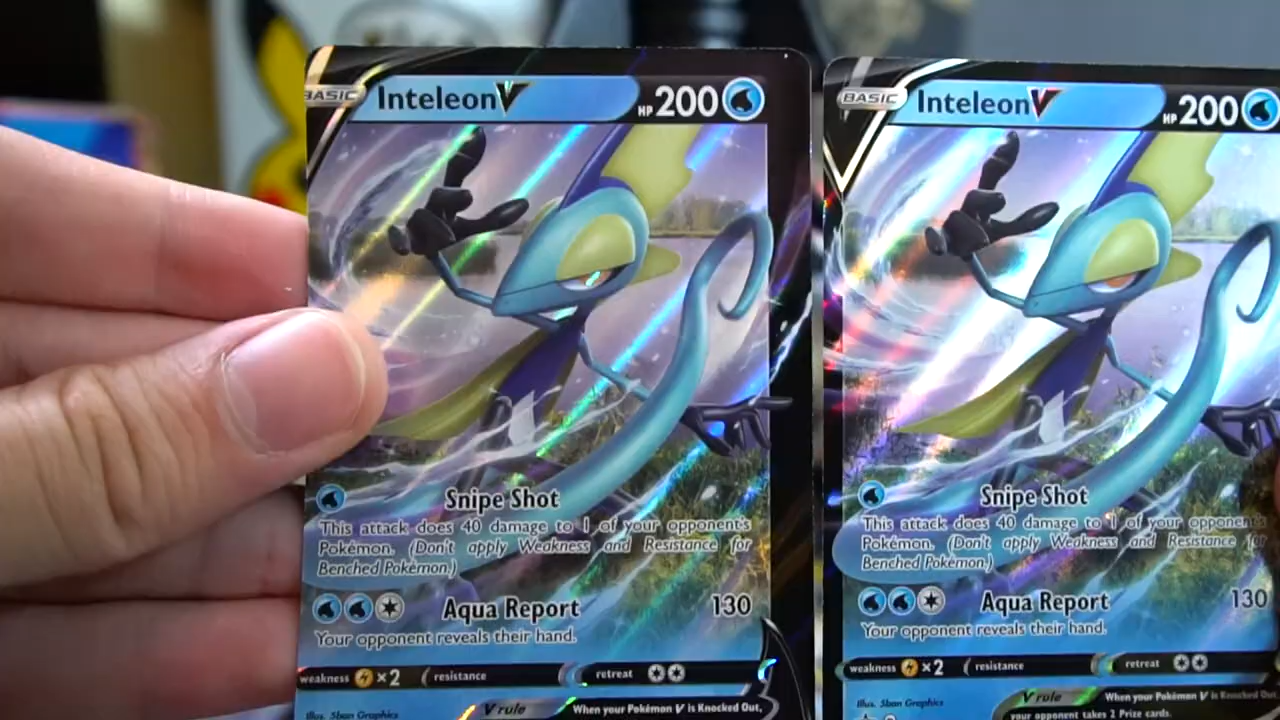 BASIC InteleonV HP 200
Snipe Shot
This attack does 40 damage to 1 of your opponent's
Pokémon. (Don't apply Weakness and Resistance for
Benched Pokémon.)
Aqua Report 130
Your opponent reveals their hand.
weakness ×2 resistance retreat
Illus. 5ban Graphics
V rule When your Pokémon V is Knocked Out,
BASIC InteleonV HP 200
Snipe Shot
This attack does 40 damage to 1 of your opponent's
Pokémon. (Don't apply Weakness and Resistance for
Benched Pokémon.)
Aqua Report 130
Your opponent reveals their hand.
weakness ×2 resistance retreat
Illus. 5ban Graphics
V rule When your Pokémon V is Knocked Out,
your opponent takes 2 Prize cards.